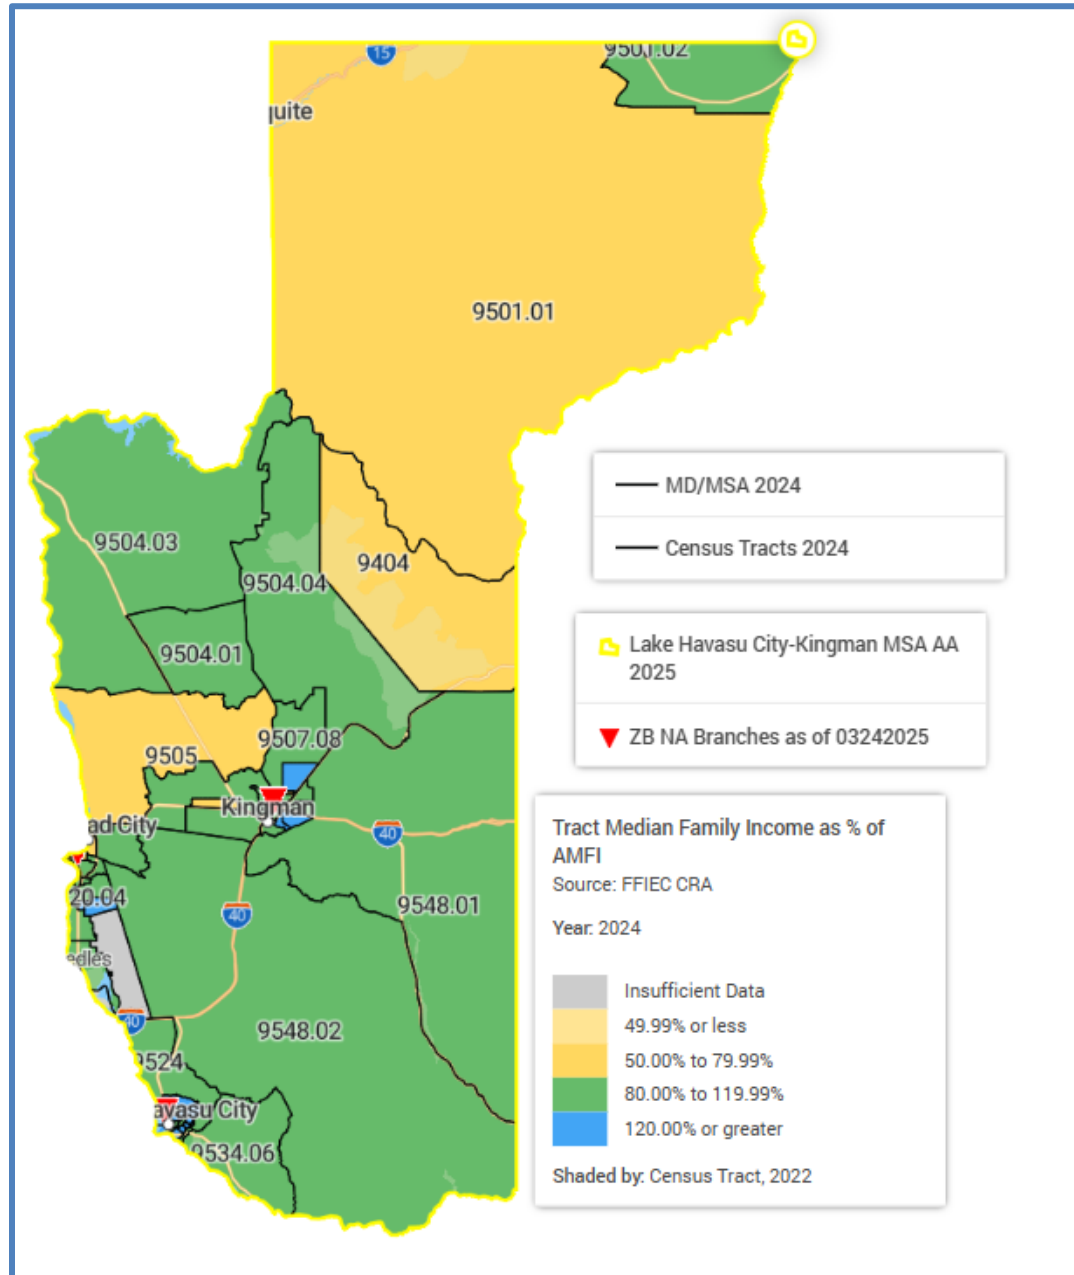 15
9501.02
quite
9501.01
9504.03
9504.04
9404
9504.01
9505
9507.08
Kingman
ad City
40
20.04
9548.01
40
edles
40
9548.02
9524
avasu City
9534.06
MD/MSA 2024
Census Tracts 2024
Lake Havasu City-Kingman MSA AA
2025
ZB NA Branches as of 03242025
Tract Median Family Income as % of
AMFI
Source: FFIEC CRA
Year: 2024
Insufficient Data
49.99% or less
50.00% to 79.99%
80.00% to 119.99%
120.00% or greater
Shaded by: Census Tract, 2022